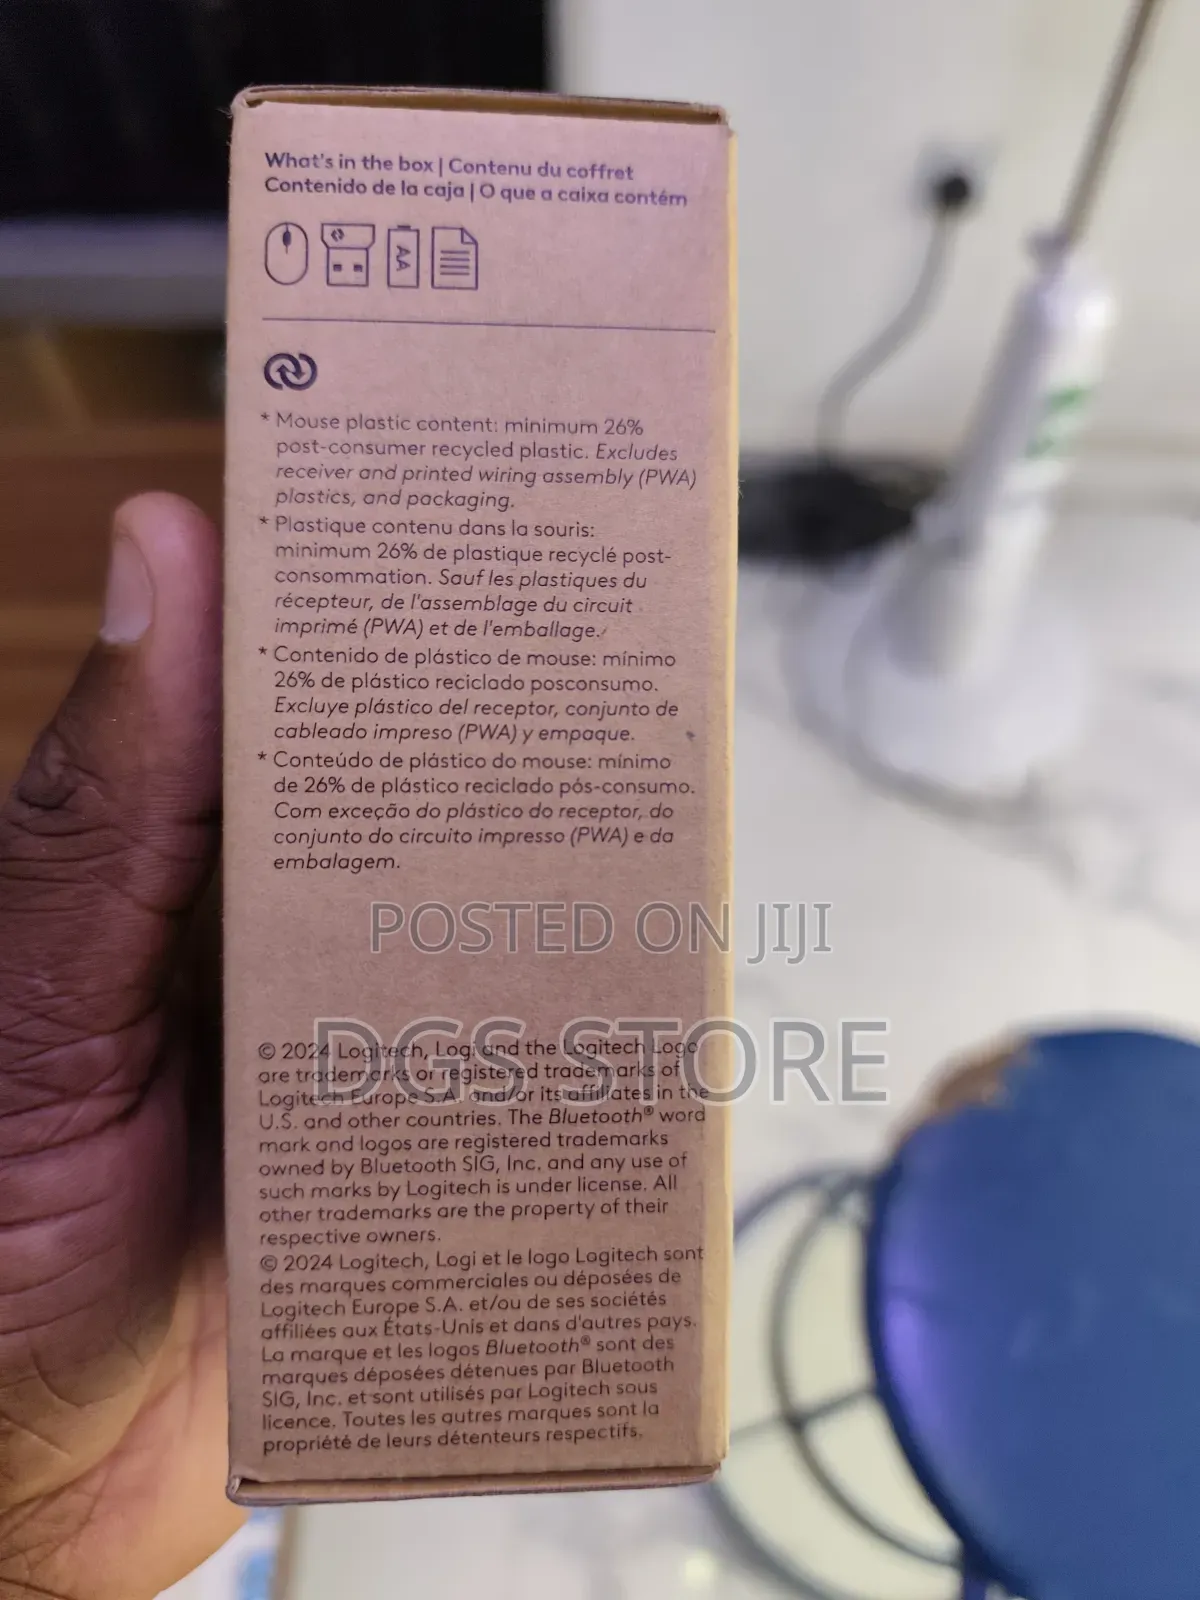 What's in the box | Contenu du coffret
Contenido de la caja | O que a caixa contém
AA
* Mouse plastic content: minimum 26%
post-consumer recycled plastic. Excludes
receiver and printed wiring assembly (PWA)
plastics, and packaging.
* Plastique contenu dans la souris:
minimum 26% de plastique recyclé post-
consommation. Sauf les plastiques du
récepteur, de l'assemblage du circuit
imprimé (PWA) et de l'emballage.
* Contenido de plástico de mouse: mínimo
26% de plástico reciclado posconsumo.
Excluye plástico del receptor, conjunto de
cableado impreso (PWA) y empaque.
* Conteúdo de plástico do mouse: mínimo
de 26% de plástico reciclado pós-consumo.
Com exceção do plástico do receptor, do
conjunto do circuito impresso (PWA) e da
embalagem.
POSTED ON JIJI
DGS STORE
© 2024 Logitech, Logi and the Logitech Logo
are trademarks or registered trademarks of
Logitech Europe S.A. and/or its affiliates in the
U.S. and other countries. The Bluetooth® word
mark and logos are registered trademarks
owned by Bluetooth SIG, Inc. and any use of
such marks by Logitech is under license. All
other trademarks are the property of their
respective owners.
© 2024 Logitech, Logi et le logo Logitech sont
des marques commerciales ou déposées de
Logitech Europe S.A. et/ou de ses sociétés
affiliées aux États-Unis et dans d'autres pays.
La marque et les logos Bluetooth® sont des
marques déposées détenues par Bluetooth
SIG, Inc. et sont utilisés par Logitech sous
licence. Toutes les autres marques sont la
propriété de leurs détenteurs respectifs.